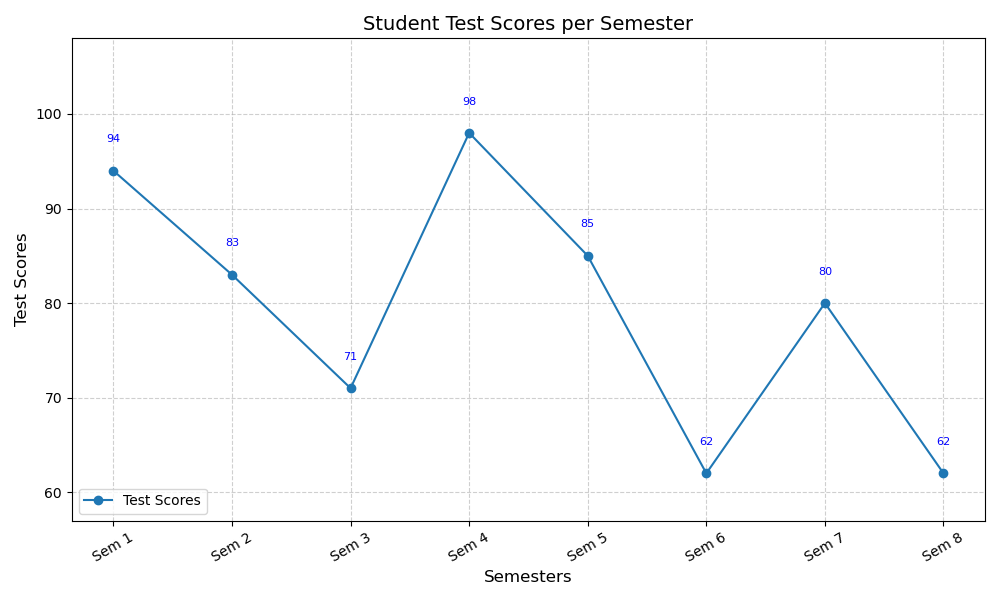 Student Test Scores per Semester
Test Scores
100
90
80
70
60
94
83
71
98
85
62
80
62
Test Scores
Sem 1
Sem 2
Sem 3
Sem 4
Sem 5
Sem 6
Sem 7
Sem 8
Semesters